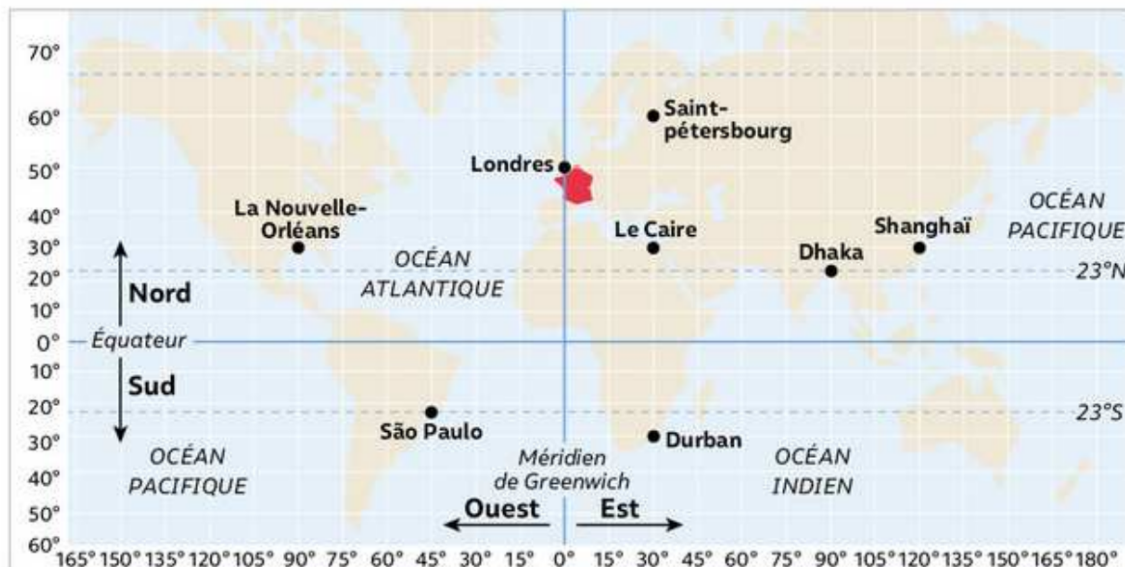 70°
60°
Saint-
pétersbourg
Londres
50°
La Nouvelle-
Orléans
40°
OCÉAN
PACIFIQUE
Le Caire
Shanghaï
30°
OCÉAN
ATLANTIQUE
Dhaka
20°
23°N
Nord
10°
0°
Équateur
10°
Sud
20°
23°S
São Paulo
30°
Durban
OCÉAN
PACIFIQUE
Méridien
de Greenwich
OCÉAN
INDIEN
40°
Ouest
Est
50°
60°
165° 150° 135° 120° 105° 90° 75° 60° 45° 30 15 0° 15 30° 45° 60° 75° 90° 105° 120° 135° 150° 165° 180°